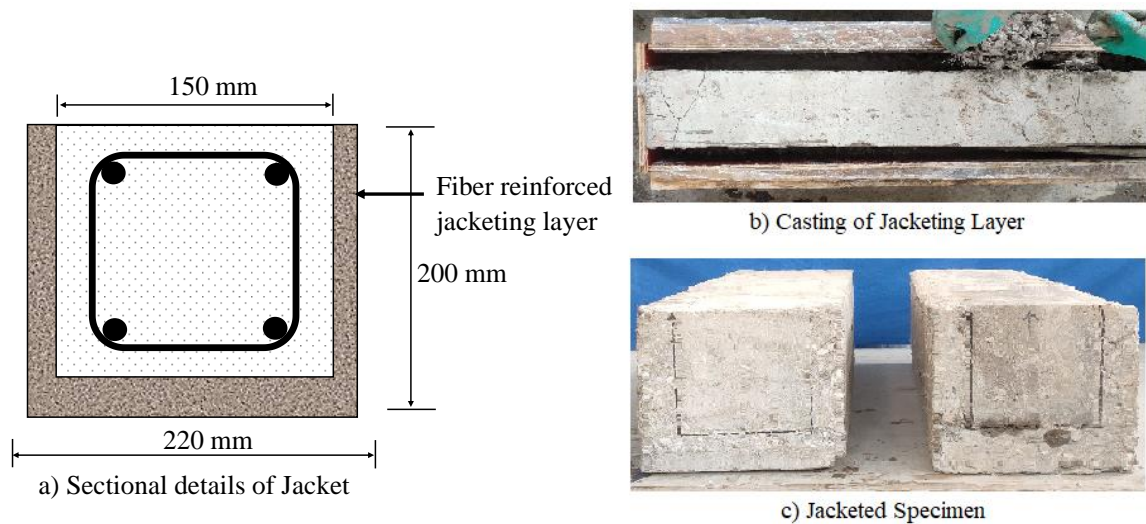 150 mm
Fiber reinforced
jacketing layer
200 mm
220 mm
a) Sectional details of Jacket
b) Casting of Jacketing Layer
c) Jacketed Specimen